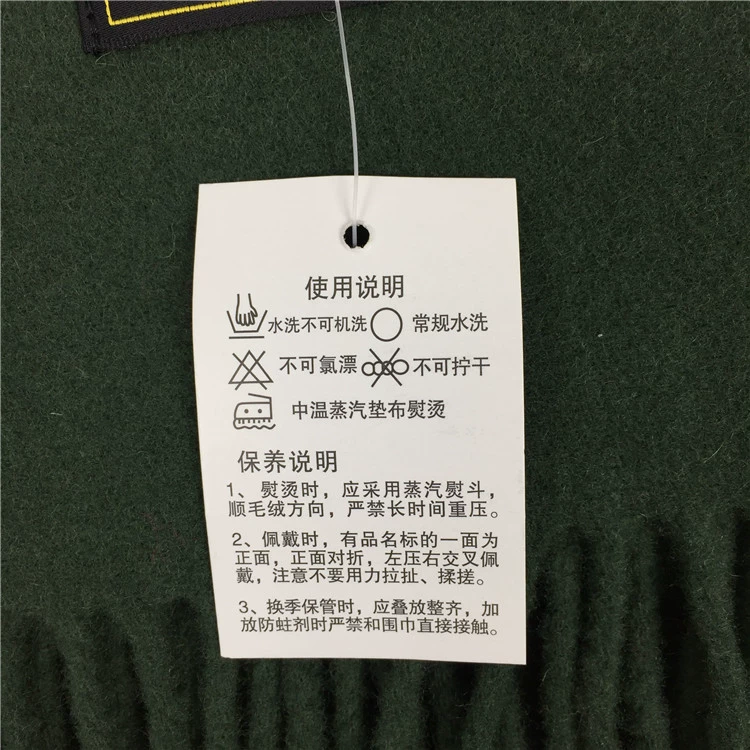 使用说明
水洗不可机洗 常规水洗
不可氯漂 不可拧干
中温蒸汽垫布熨烫
保养说明
1、熨烫时，应采用蒸汽熨斗，
顺毛绒方向，严禁长时间重压。
2、佩戴时，有品名标的一面为
正面，正面对折，左压右交叉佩
戴，注意不要用力拉扯、揉搓。
3、换季保管时，应叠放整齐，加
放防蛀剂时严禁和围巾直接接触。